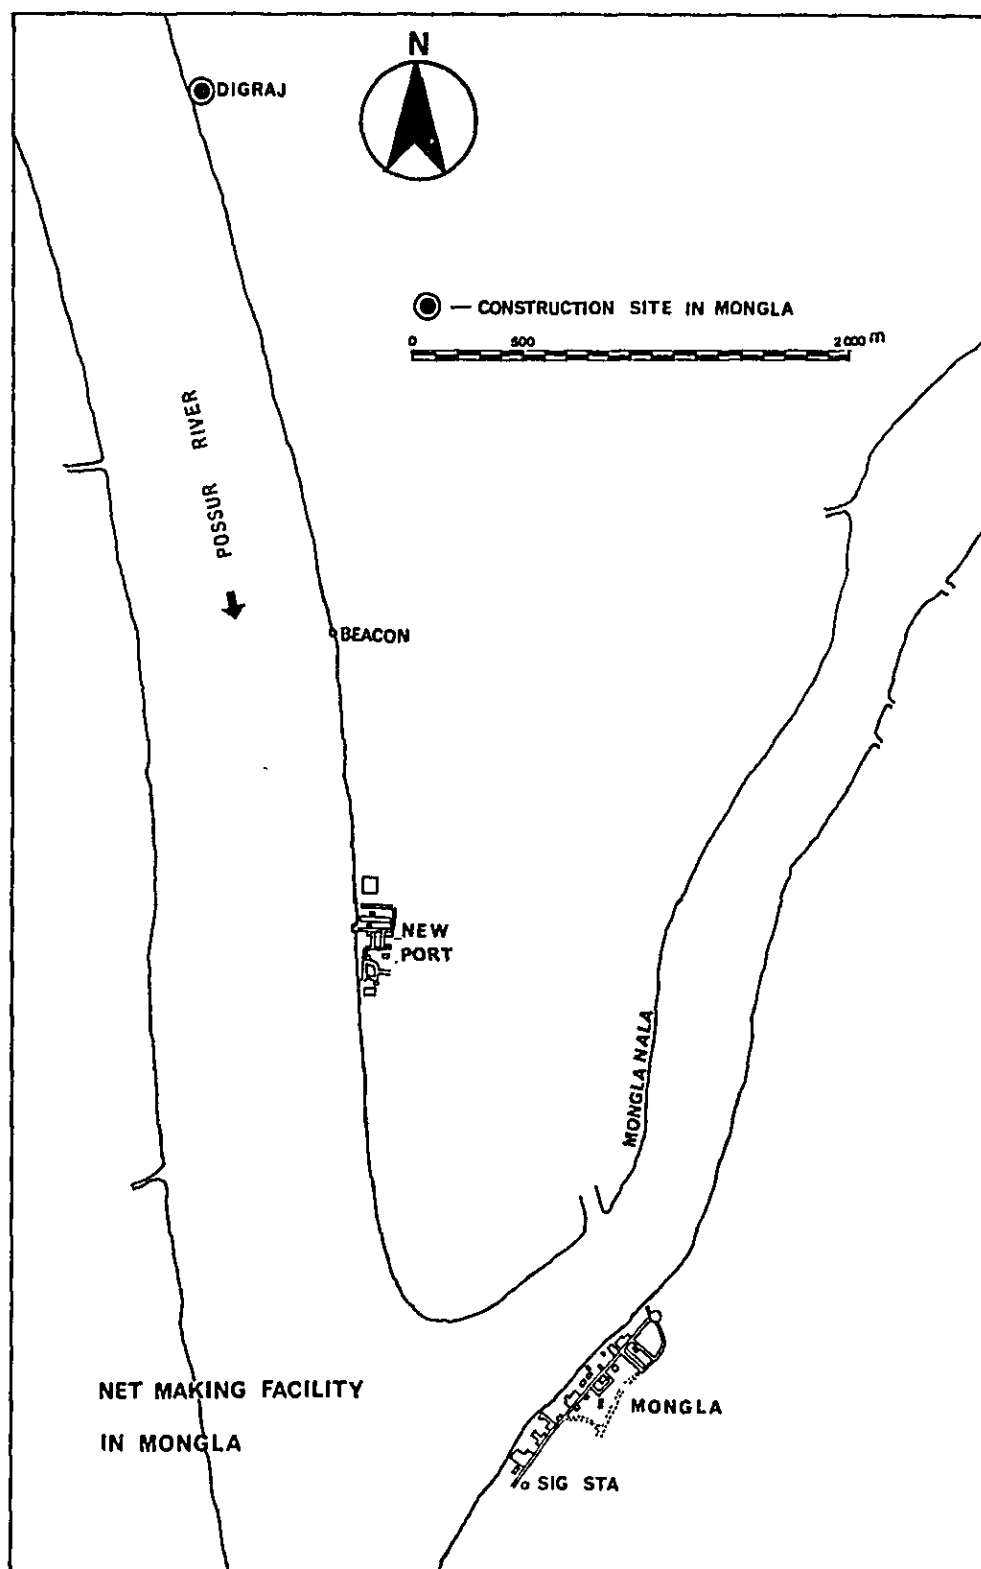 N
DIGRAJ
— CONSTRUCTION SITE IN MONGLA
0 500 2000 m
POSSUR RIVER
BEACON
NEW
PORT
MONGLA NALA
NET MAKING FACILITY
IN MONGLA
MONGLA
SIG STA